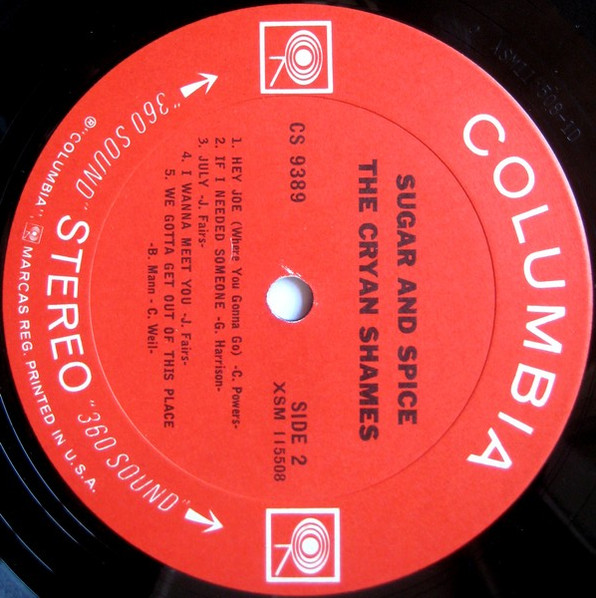 COLUMBIA
SUGAR AND SPICE
THE CRYAN SHAMES
CS 9389
SIDE 2
XSM 115508
1. HEY JOE (Where You Gonna Go) -C. Powers-
2. IF I NEEDED SOMEONE -G. Harrison-
3. JULY -J. Fairs-
4. I WANNA MEET YOU -J. Fairs-
5. WE GOTTA GET OUT OF THIS PLACE
-B. Mann - C. Weil-
"360 SOUND" STEREO "360 SOUND"
®"COLUMBIA", MARCAS REG. PRINTED IN U.S.A.